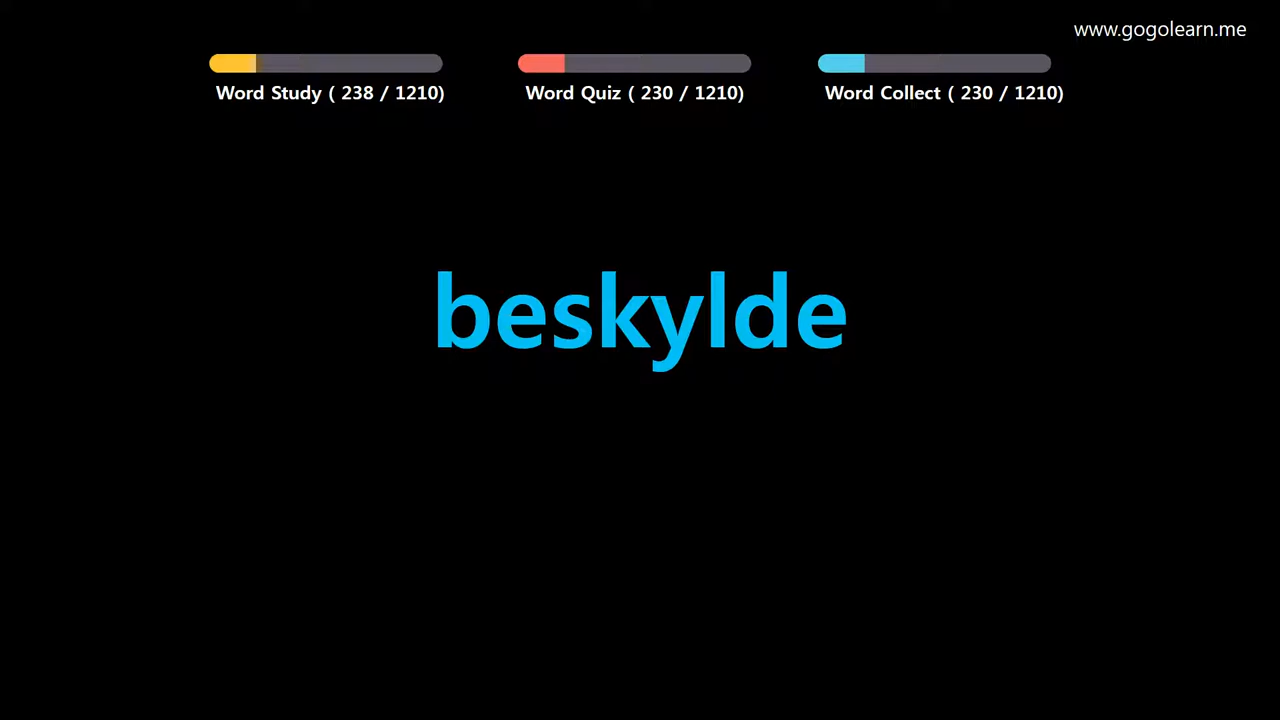 www.gogolearn.me
Word Study ( 238 / 1210)
Word Quiz ( 230 / 1210)
Word Collect ( 230 / 1210)
beskylde